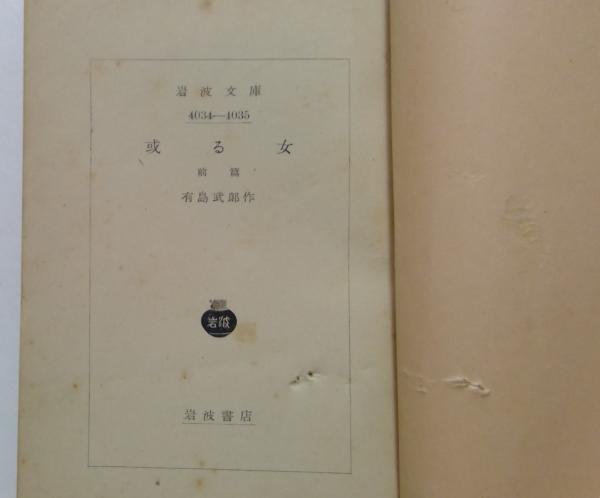 岩波文庫
4034—4035
或る女
前篇
有島武郎作
岩波
岩波書店